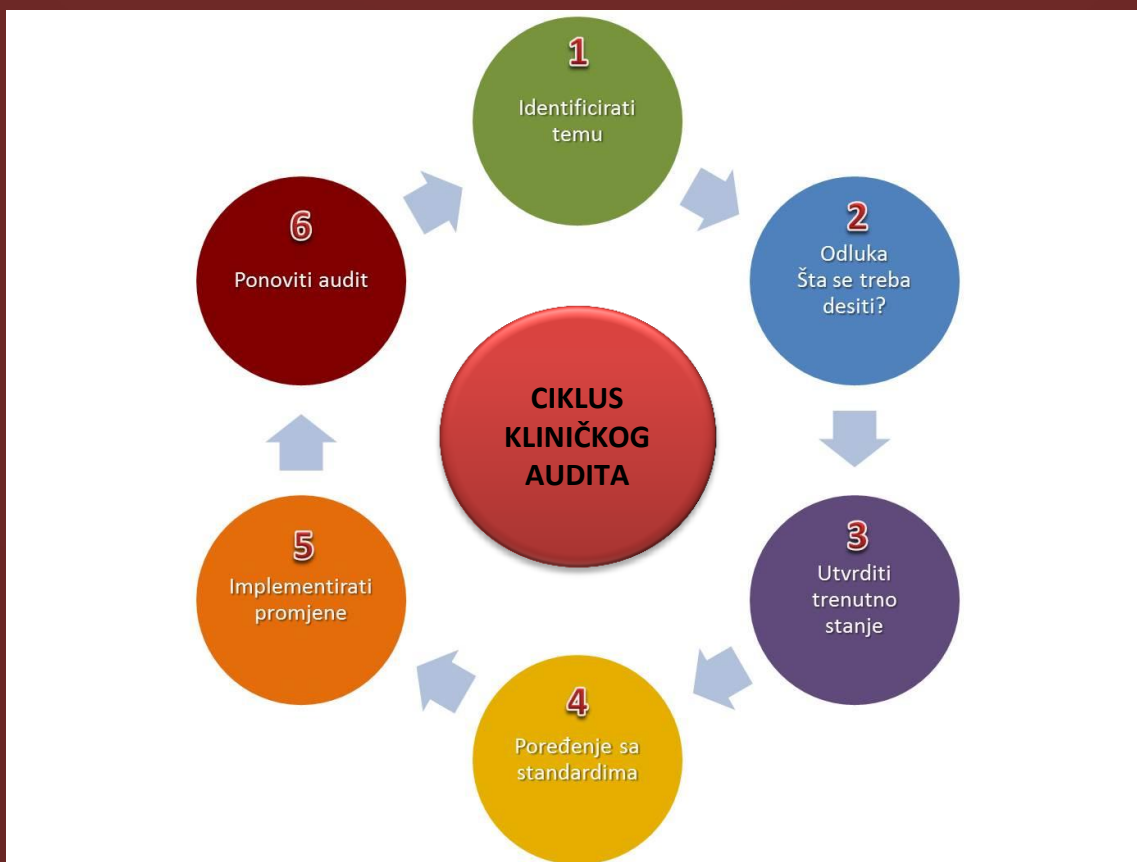 1
Identificirati
temu
2
Odluka
Šta se treba
desiti?
3
Utvrditi
trenutno
stanje
4
Poređenje sa
standardima
5
Implementirati
promjene
6
Ponoviti audit
CIKLUS
KLINIČKOG
AUDITA